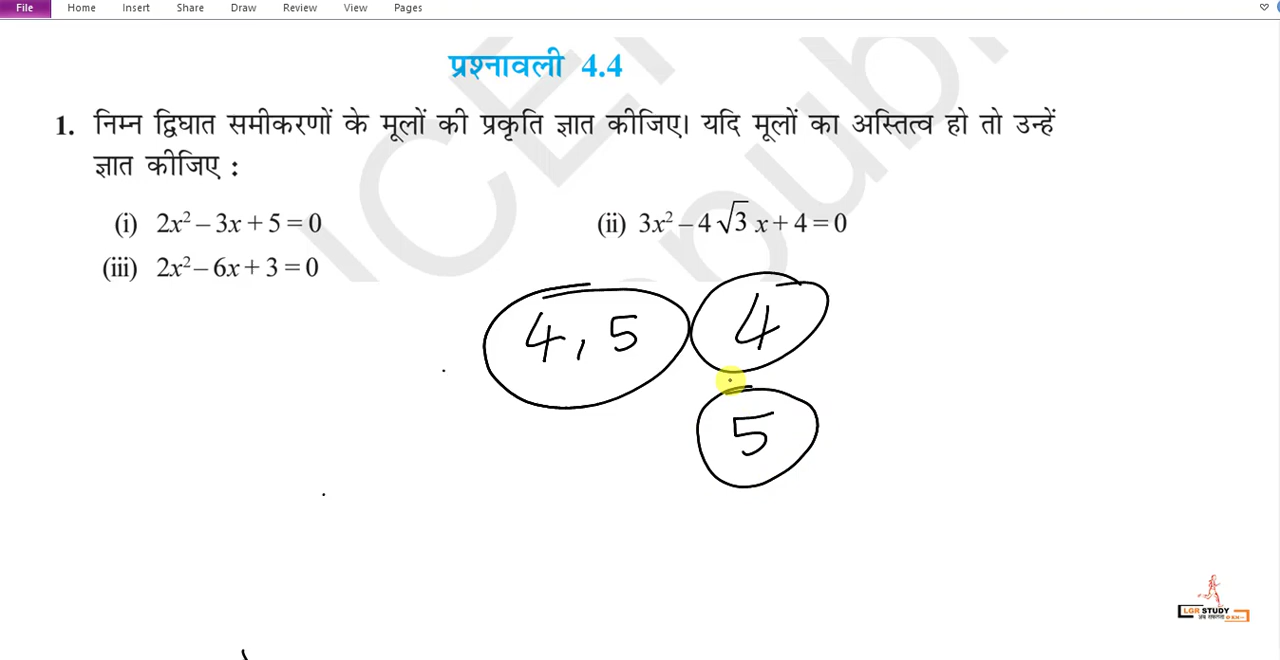 File Home Insert Share Draw Review View Pages
प्रश्नावली 4.4
1. निम्न द्विघात समीकरणों के मूलों की प्रकृति ज्ञात कीजिए। यदि मूलों का अस्तित्व हो तो उन्हें
ज्ञात कीजिए :
(i) 2x² – 3x + 5 = 0 (ii) 3x² – 4√3 x + 4 = 0
(iii) 2x² – 6x + 3 = 0
4, 5 4
5
LGR STUDY